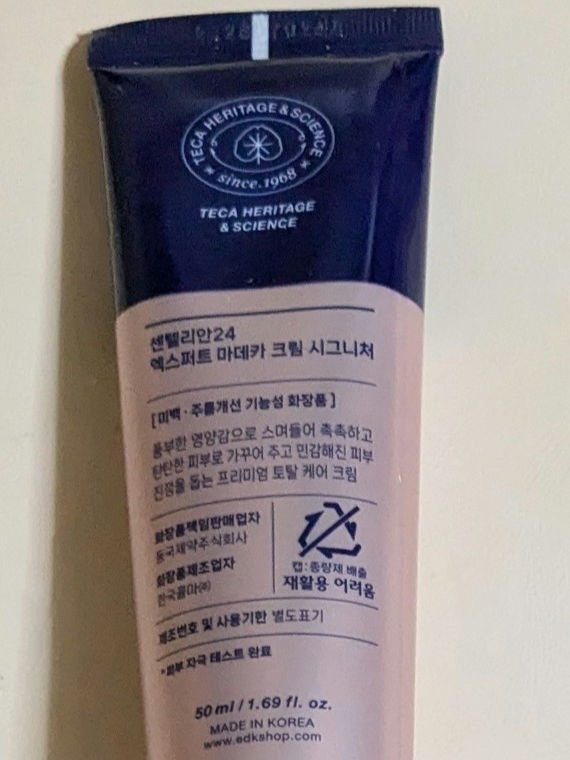 TECA HERITAGE & SCIENCE
since.1968
TECA HERITAGE
& SCIENCE
센텔리안24
엑스퍼트 마데카 크림 시그니처
[미백·주름개선 기능성 화장품]
풍부한 영양감으로 스며들어 촉촉하고
탄탄한 피부로 가꾸어 주고 민감해진 피부
진정을 돕는 프리미엄 토탈 케어 크림
화장품책임판매업자
동국제약주식회사
화장품제조업자
한국콜마㈜
캡:종량제 배출
재활용 어려움
제조번호 및 사용기한 별도표기
*피부 자극 테스트 완료
50 ml / 1.69 fl. oz.
MADE IN KOREA
www.edkshop.com